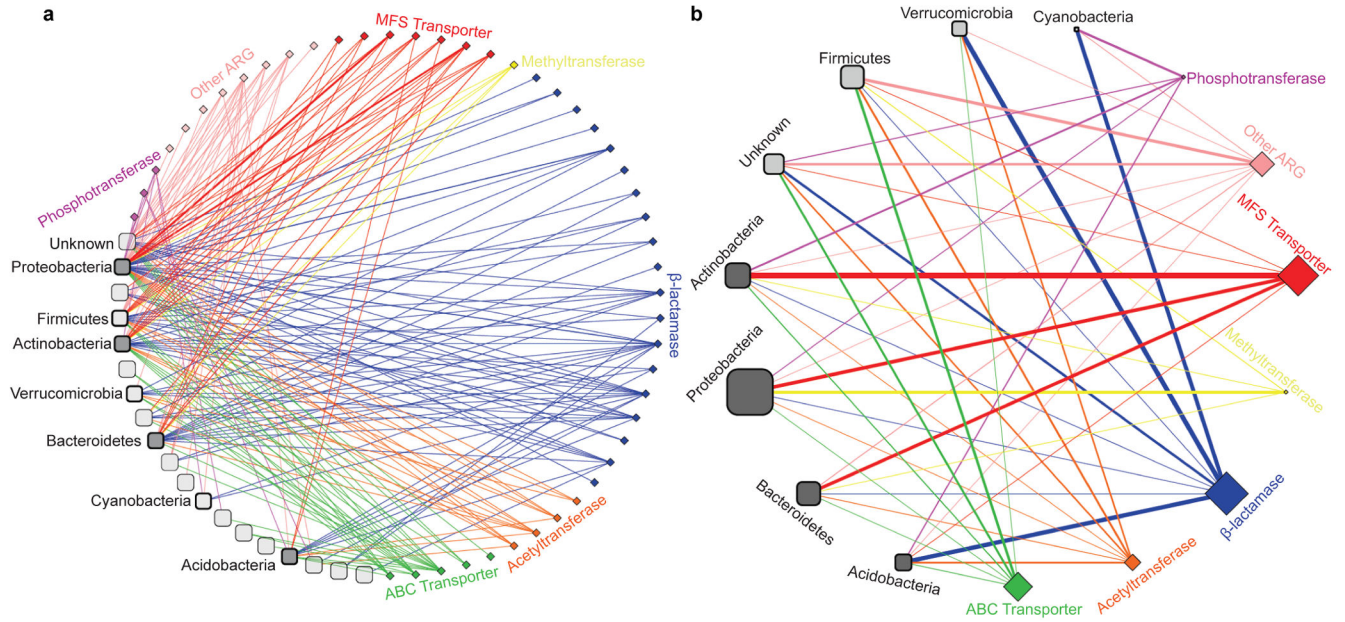 a
MFS Transporter
Methyltransferase
Other ARG
Phosphotransferase
Unknown
Proteobacteria
Firmicutes
Actinobacteria
Verrucomicrobia
Bacteroidetes
Cyanobacteria
Acidobacteria
ABC Transporter
Acetyltransferase
β-lactamase
b
Verrucomicrobia
Cyanobacteria
Firmicutes
Phosphotransferase
Unknown
Other ARG
Actinobacteria
MFS Transporter
Proteobacteria
Methyltransferase
Bacteroidetes
β-lactamase
Acidobacteria
Acetyltransferase
ABC Transporter